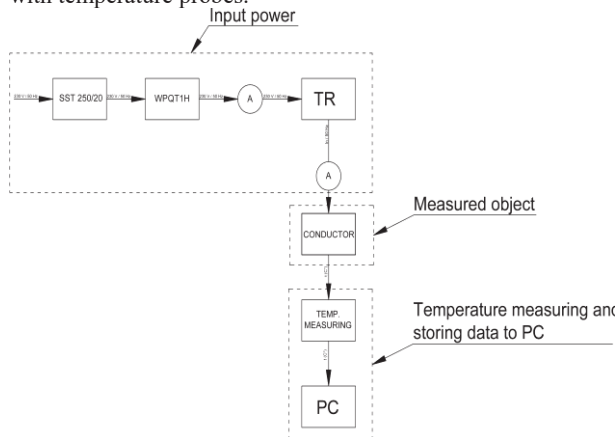 with temperature probes.
Input power
230 V / 50 Hz
SST 250/20
230 V / 50 Hz
WPQT1H
230 V / 50 Hz
A
230 V / 50 Hz
TR
A
Measured object
CONDUCTOR
t (°C)
TEMP.
MEASURING
Temperature measuring and
storing data to PC
t (°C)
PC